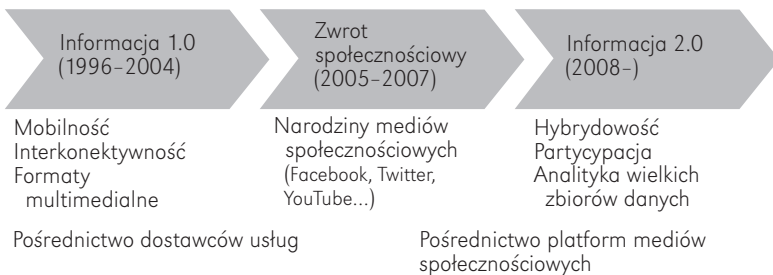 Informacja 1.0
(1996–2004)
Zwrot
społecznościowy
(2005–2007)
Informacja 2.0
(2008–)
Mobilność
Interkonektywność
Formaty
multimedialne
Narodziny mediów
społecznościowych
(Facebook, Twitter,
YouTube...)
Hybrydowość
Partycypacja
Analityka wielkich
zbiorów danych
Pośrednictwo dostawców usług
Pośrednictwo platform mediów
społecznościowych